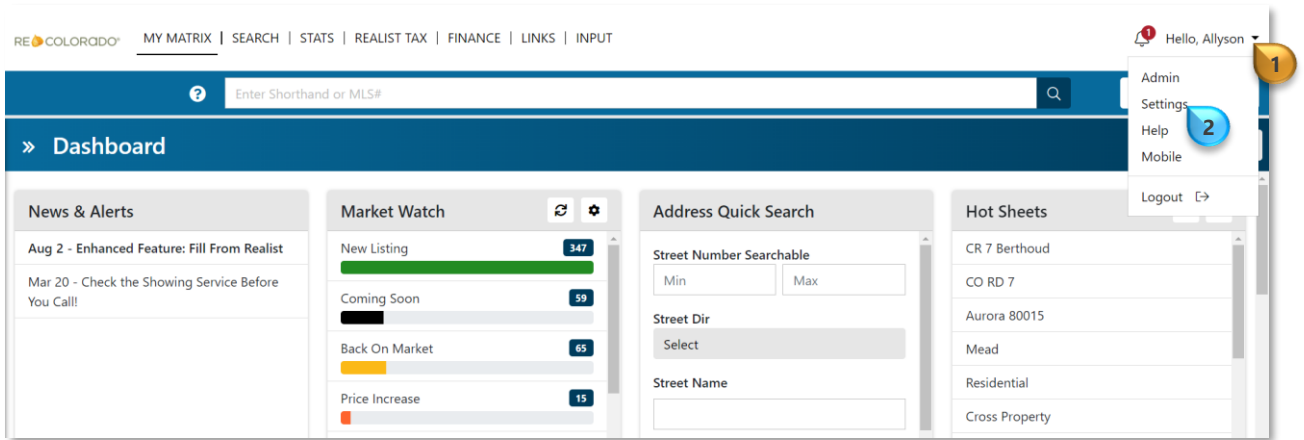 RECOLORADO® MY MATRIX | SEARCH | STATS | REALIST TAX | FINANCE | LINKS | INPUT 1 Hello, Allyson
1
Admin
Settings
2
Help
Mobile
Logout
? Enter Shorthand or MLS#
» Dashboard
News & Alerts
Aug 2 - Enhanced Feature: Fill From Realist
Mar 20 - Check the Showing Service Before
You Call!
Market Watch
New Listing 347
Coming Soon 59
Back On Market 65
Price Increase 15
Address Quick Search
Street Number Searchable
Min Max
Street Dir
Select
Street Name
Hot Sheets
CR 7 Berthoud
CO RD 7
Aurora 80015
Mead
Residential
Cross Property